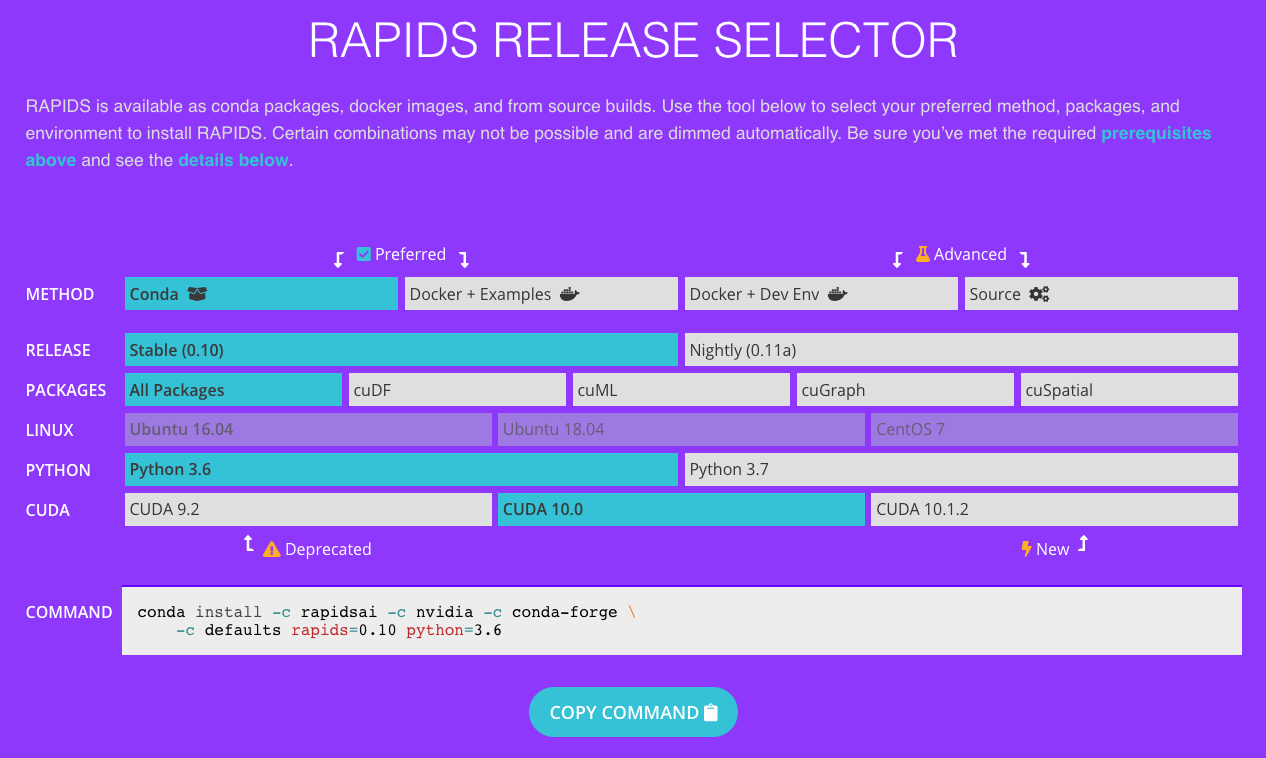 RAPIDS RELEASE SELECTOR
RAPIDS is available as conda packages, docker images, and from source builds. Use the tool below to select your preferred method, packages, and
environment to install RAPIDS. Certain combinations may not be possible and are dimmed automatically. Be sure you've met the required prerequisites
above and see the details below.
Preferred Advanced
METHOD Conda Docker + Examples Docker + Dev Env Source
RELEASE Stable (0.10) Nightly (0.11a)
PACKAGES All Packages cuDF cuML cuGraph cuSpatial
LINUX Ubuntu 16.04 Ubuntu 18.04 CentOS 7
PYTHON Python 3.6 Python 3.7
CUDA CUDA 9.2 CUDA 10.0 CUDA 10.1.2
Deprecated New
COMMAND conda install -c rapidsai -c nvidia -c conda-forge \
-c defaults rapids=0.10 python=3.6
COPY COMMAND